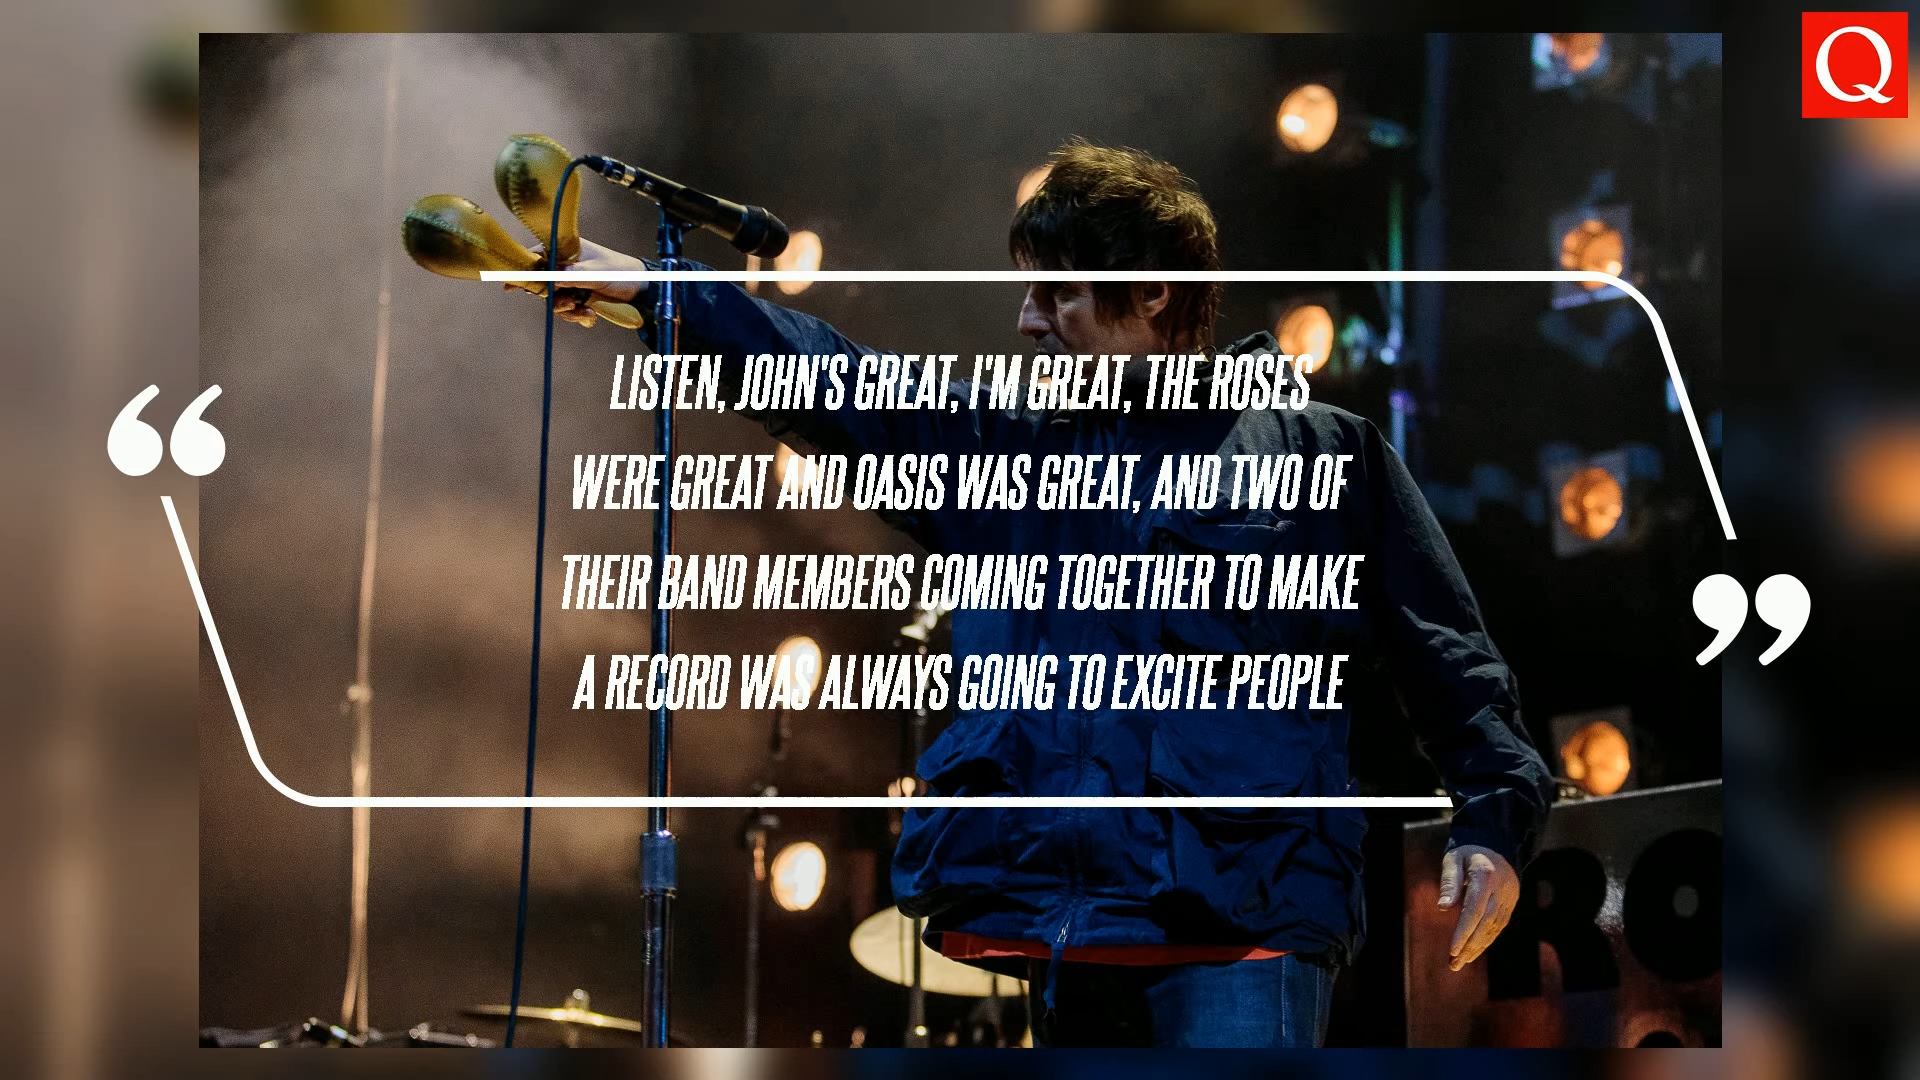 Q
LISTEN, JOHN'S GREAT, I'M GREAT, THE ROSES
WERE GREAT AND OASIS WAS GREAT, AND TWO OF
THEIR BAND MEMBERS COMING TOGETHER TO MAKE
A RECORD WAS ALWAYS GOING TO EXCITE PEOPLE
RO